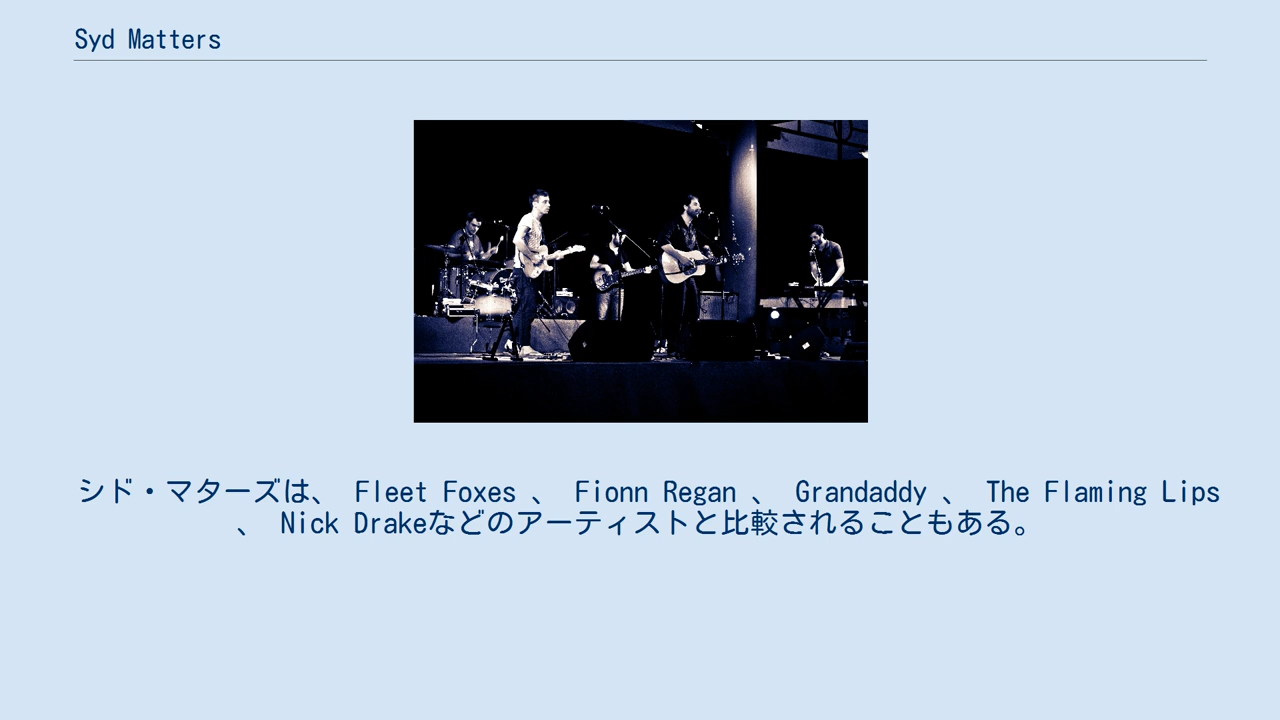 Syd Matters
シド・マターズは、 Fleet Foxes 、 Fionn Regan 、 Grandaddy 、 The Flaming Lips
、 Nick Drakeなどのアーティストと比較されることもある。